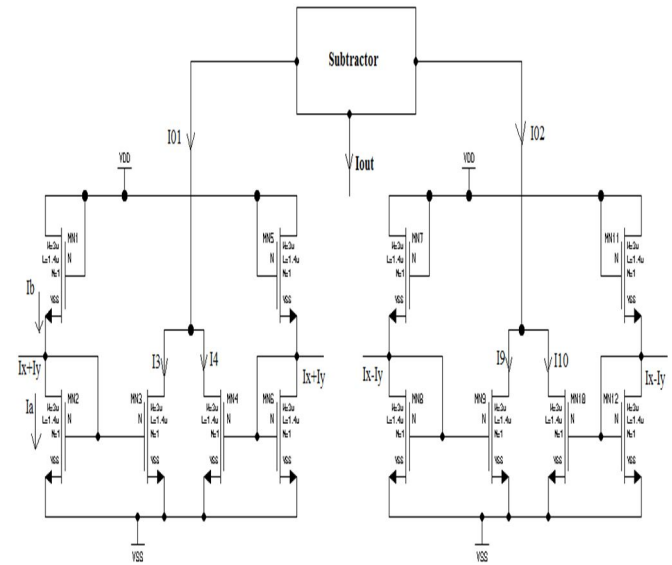 Subtractor
I01
Iout
I02
VDD
VDD
MN1
W=3u
L=1.4u
M=1
N
VSS
MN5
W=3u
L=1.4u
M=1
N
VSS
MN7
W=3u
L=1.4u
M=1
N
VSS
MN11
W=3u
L=1.4u
M=1
N
VSS
Ib
Ix+Iy
I3
I4
Ix+Iy
I9
I10
Ix-Iy
Ix-Iy
Ia
MN2
W=3u
L=1.4u
M=1
N
VSS
MN3
W=3u
L=1.4u
M=1
N
VSS
MN4
W=3u
L=1.4u
M=1
N
VSS
MN6
W=3u
L=1.4u
M=1
N
VSS
MN8
W=3u
L=1.4u
M=1
N
VSS
MN9
W=3u
L=1.4u
M=1
N
VSS
MN10
W=3u
L=1.4u
M=1
N
VSS
MN12
W=3u
L=1.4u
M=1
N
VSS
VSS
VSS